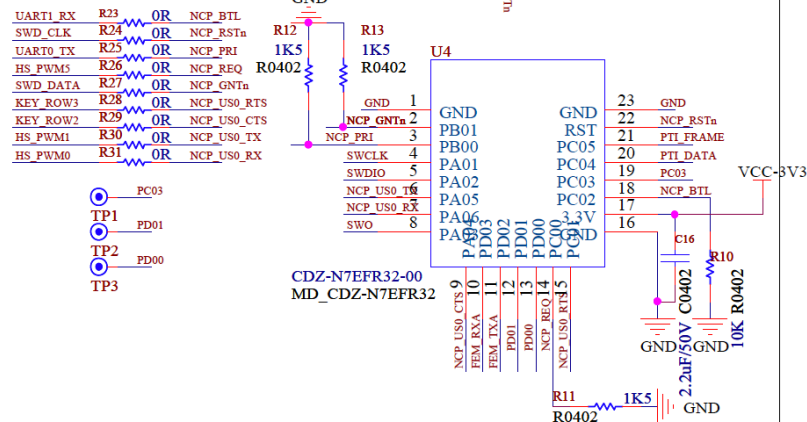 GND
Tn
UART1_RX R23 0R NCP_BTL
SWD_CLK R24 0R NCP_RSTn
UART0_TX R25 0R NCP_PRI
HS_PWM5 R26 0R NCP_REQ
SWD_DATA R27 0R NCP_GNTn
KEY_ROW3 R28 0R NCP_US0_RTS
KEY_ROW2 R29 0R NCP_US0_CTS
HS_PWM1 R30 0R NCP_US0_TX
HS_PWM0 R31 0R NCP_US0_RX
TP1 PC03
TP2 PD01
TP3 PD00
R12
1K5
R0402
R13
1K5
R0402
U4
GND 1 GND
NCP_GNTn 2 PB01
NCP_PRI 3 PB00
SWCLK 4 PA01
SWDIO 5 PA02
NCP_US0_TX 6 PA05
NCP_US0_RX 7 PA06
SWO 8
GND 23 GND
RST 22 NCP_RSTn
PC05 21 PTI_FRAME
PC04 20 PTI_DATA
PC03 19 PC03
PC02 18 NCP_BTL
3.3V 17
GND 16
PA04 9 NCP_US0_CTS
PD03 10 FEM_RXA
PD02 11 FEM_TXA
PD01 12 PD01
PD00 13 PD00
PC00 14 NCP_REQ
PC01 15 NCP_US0_RTS
CDZ-N7EFR32-00
MD_CDZ-N7EFR32
VCC-3V3
C16
2.2uF/50V C0402
R10
10K R0402
GND
GND
R11
1K5
R0402
GND